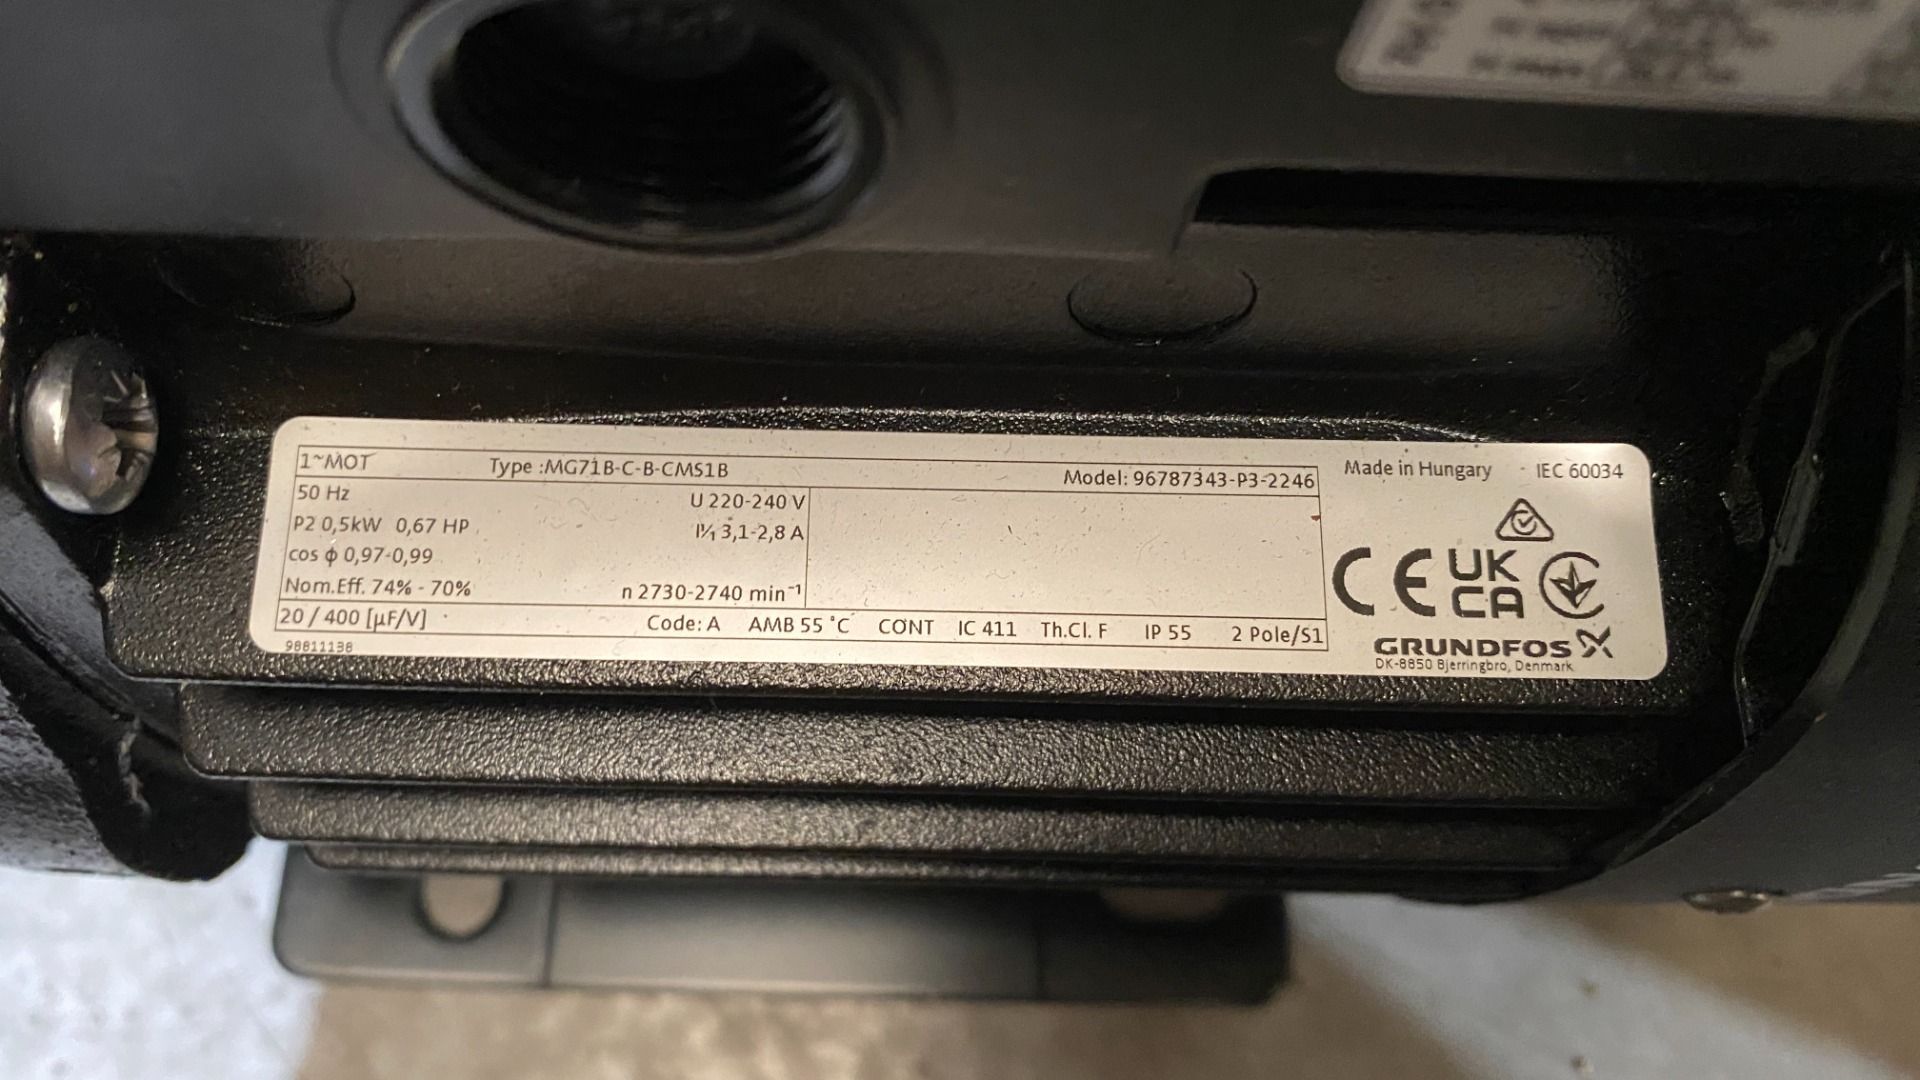 1~MOT Type :MG71B-C-B-CMS1B Model: 96787343-P3-2246
50 Hz U 220-240 V
P2 0,5kW 0,67 HP I1/1 3,1-2,8 A
cos φ 0,97-0,99
Nom.Eff. 74% - 70% n 2730-2740 min⁻¹
20 / 400 [µF/V] Code: A AMB 55 °C CONT IC 411 Th.Cl. F IP 55 2 Pole/S1
98811138
Made in Hungary IEC 60034
CE UK
CA
GRUNDFOS
DK-8850 Bjerringbro, Denmark